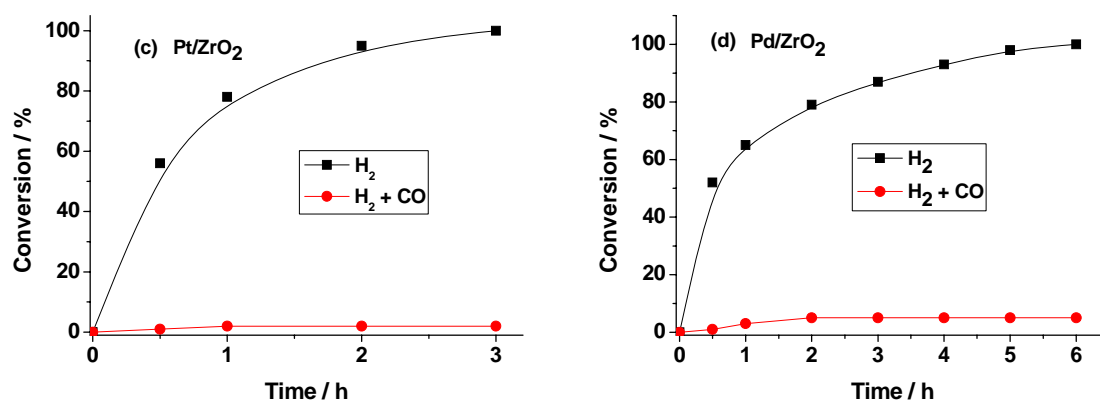 (c) Pt/ZrO2
Conversion / %
100
80
60
40
20
0
H2
H2 + CO
0 1 2 3
Time / h
(d) Pd/ZrO2
Conversion / %
100
80
60
40
20
0
H2
H2 + CO
0 1 2 3 4 5 6
Time / h